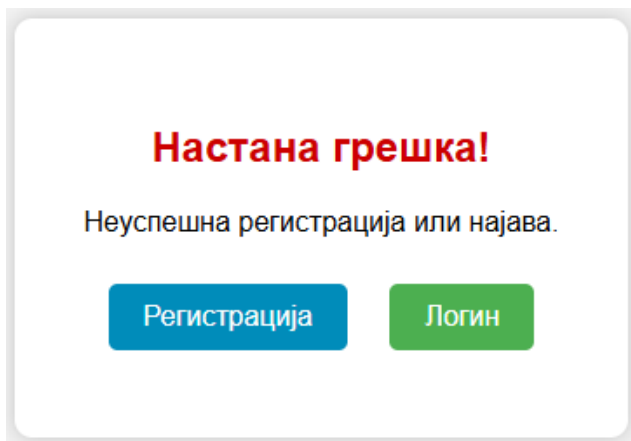 Настана грешка!
Неуспешна регистрација или најава.
Регистрација
Логин